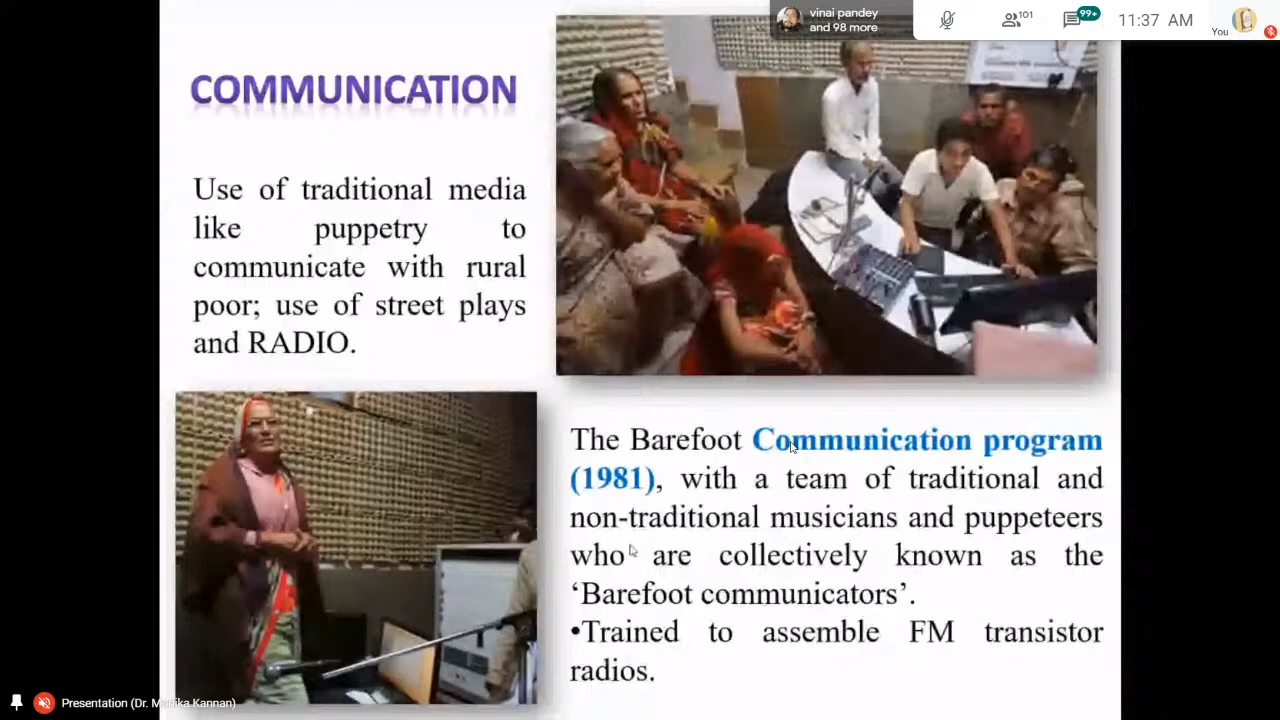 vinai pandey
and 98 more
101
99+
11:37 AM
You
COMMUNICATION
Use of traditional media
like puppetry to
communicate with rural
poor; use of street plays
and RADIO.
The Barefoot Communication program
(1981), with a team of traditional and
non-traditional musicians and puppeteers
who are collectively known as the
‘Barefoot communicators’.
•Trained to assemble FM transistor
radios.
Presentation (Dr. Monika Kannan)